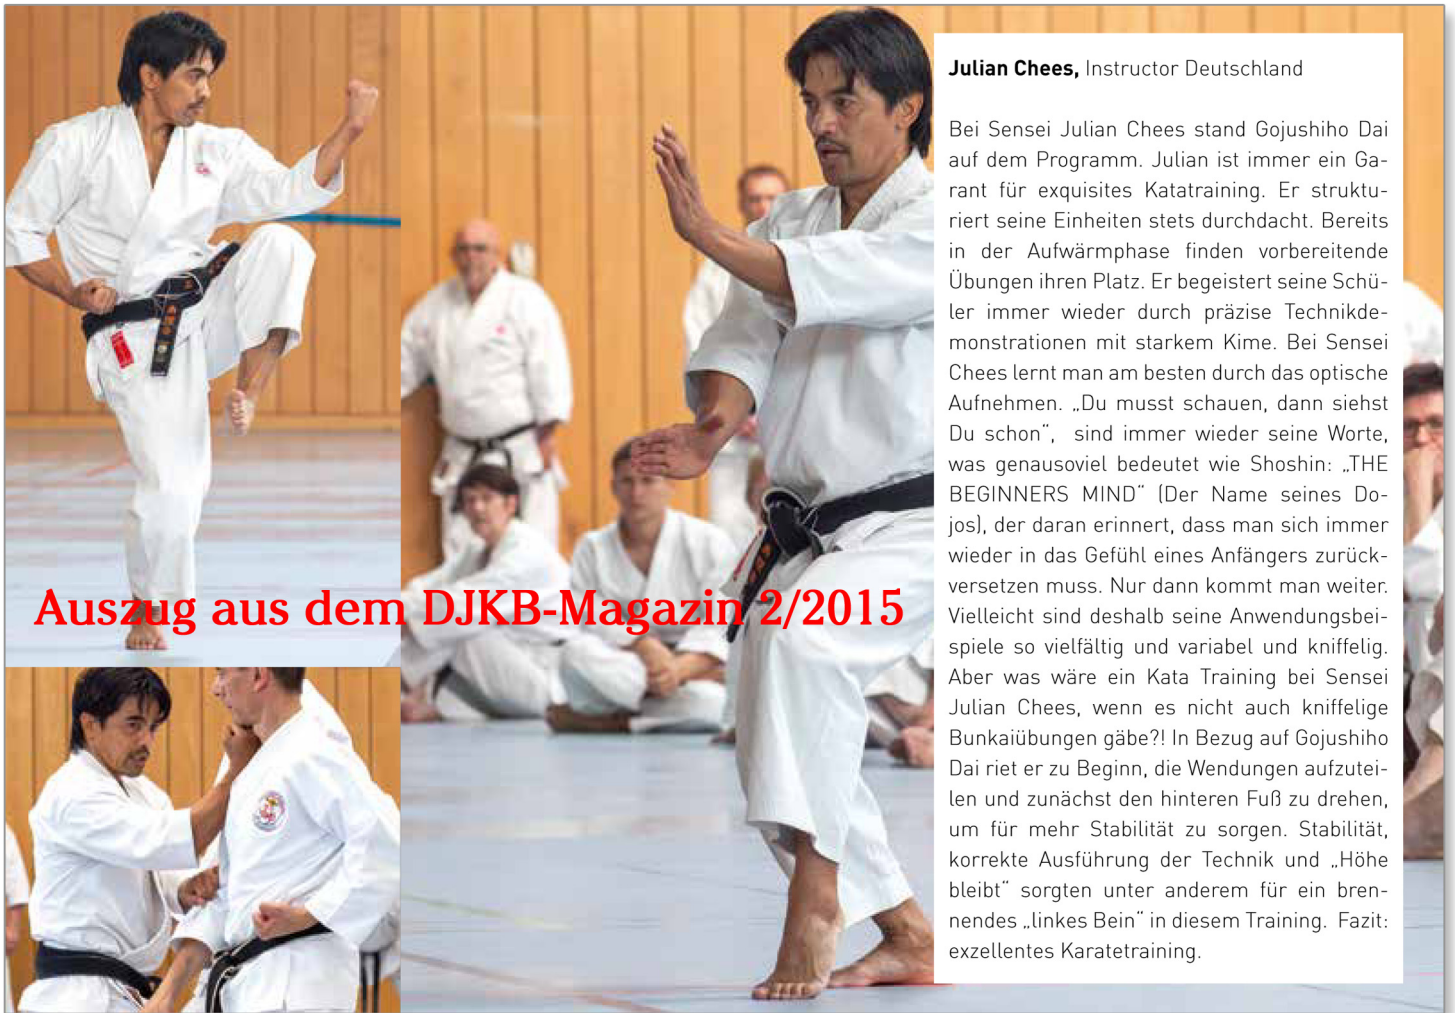 Julian Chees, Instructor Deutschland
Bei Sensei Julian Chees stand Gojushiho Dai
auf dem Programm. Julian ist immer ein Ga-
rant für exquisites Katatraining. Er struktu-
riert seine Einheiten stets durchdacht. Bereits
in der Aufwärmphase finden vorbereitende
Übungen ihren Platz. Er begeistert seine Schü-
ler immer wieder durch präzise Technikde-
monstrationen mit starkem Kime. Bei Sensei
Chees lernt man am besten durch das optische
Aufnehmen. „Du musst schauen, dann siehst
Du schon“, sind immer wieder seine Worte,
was genausoviel bedeutet wie Shoshin: „THE
BEGINNERS MIND“ (Der Name seines Do-
jos), der daran erinnert, dass man sich immer
wieder in das Gefühl eines Anfängers zurück-
versetzen muss. Nur dann kommt man weiter.
Vielleicht sind deshalb seine Anwendungsbei-
spiele so vielfältig und variabel und kniffelig.
Aber was wäre ein Kata Training bei Sensei
Julian Chees, wenn es nicht auch kniffelige
Bunkaiübungen gäbe?! In Bezug auf Gojushiho
Dai riet er zu Beginn, die Wendungen aufzutei-
len und zunächst den hinteren Fuß zu drehen,
um für mehr Stabilität zu sorgen. Stabilität,
korrekte Ausführung der Technik und „Höhe
bleibt“ sorgten unter anderem für ein bren-
nendes „linkes Bein“ in diesem Training. Fazit:
exzellentes Karatetraining.
Auszug aus dem DJKB-Magazin 2/2015